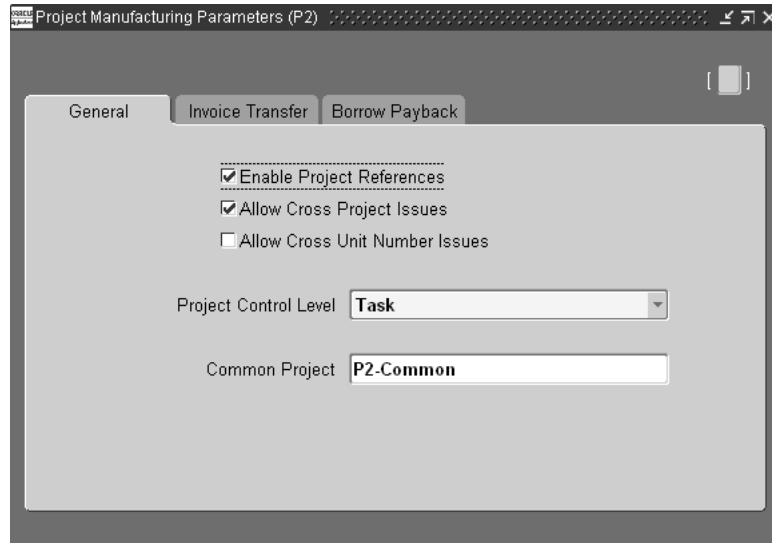 Project Manufacturing Parameters (P2)
[ ]
General Invoice Transfer Borrow Payback
Enable Project References
Allow Cross Project Issues
Allow Cross Unit Number Issues
Project Control Level Task
Common Project P2-Common